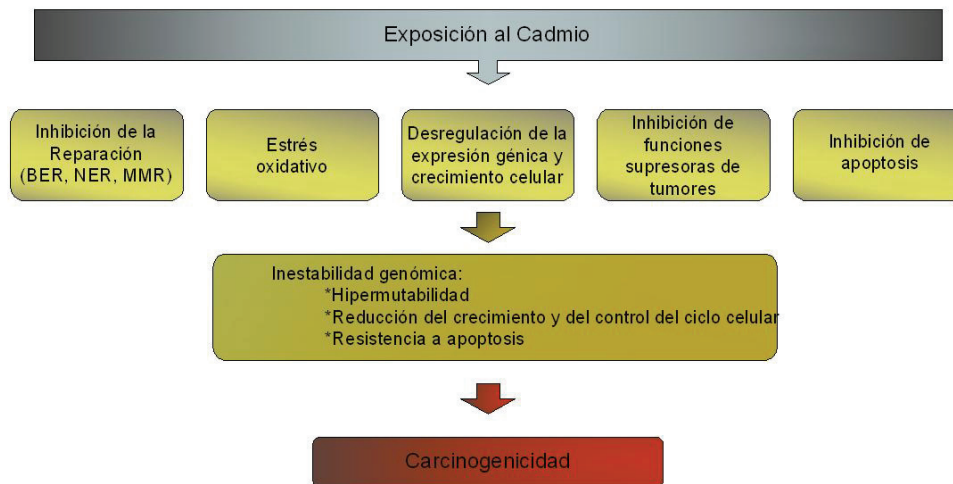 Exposición al Cadmio
Inhibición de la
Reparación
(BER, NER, MMR)
Estrés
oxidativo
Desregulación de la
expresión génica y
crecimiento celular
Inhibición de
funciones
supresoras de
tumores
Inhibición de
apoptosis
Inestabilidad genómica:
*Hipermutabilidad
*Reducción del crecimiento y del control del ciclo celular
*Resistencia a apoptosis
Carcinogenicidad